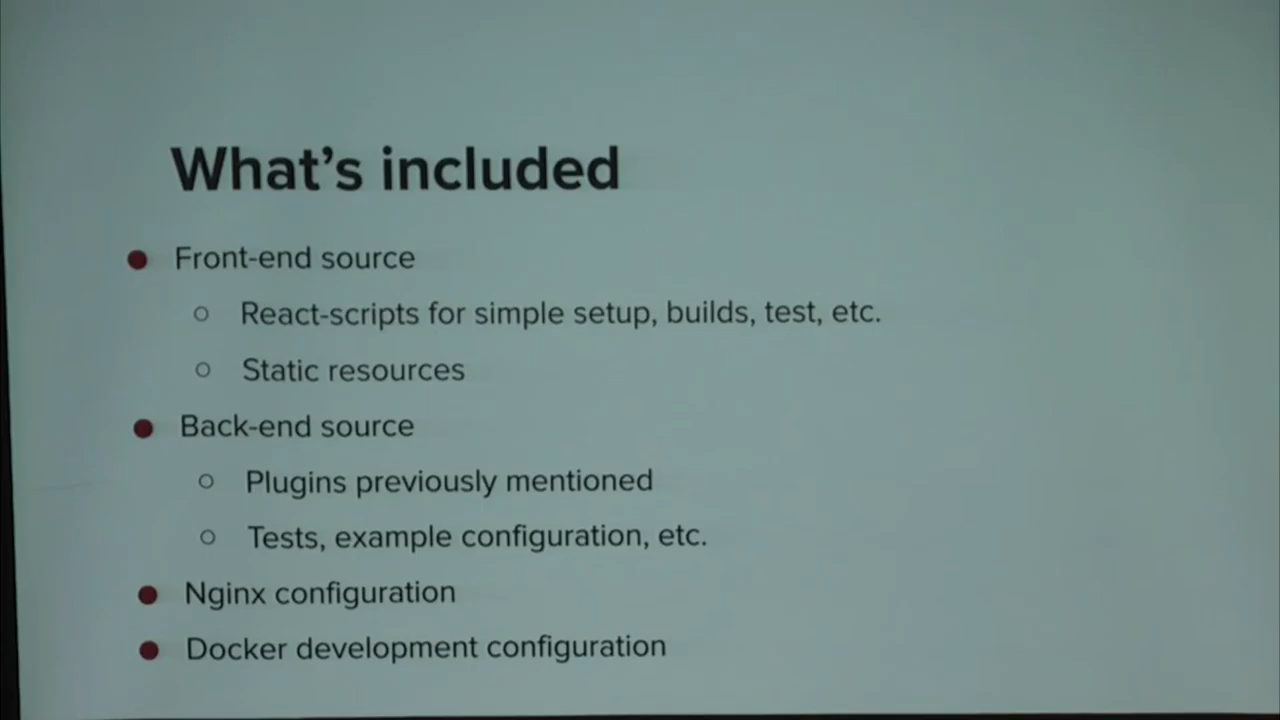 What's included
● Front-end source
○ React-scripts for simple setup, builds, test, etc.
○ Static resources
● Back-end source
○ Plugins previously mentioned
○ Tests, example configuration, etc.
● Nginx configuration
● Docker development configuration